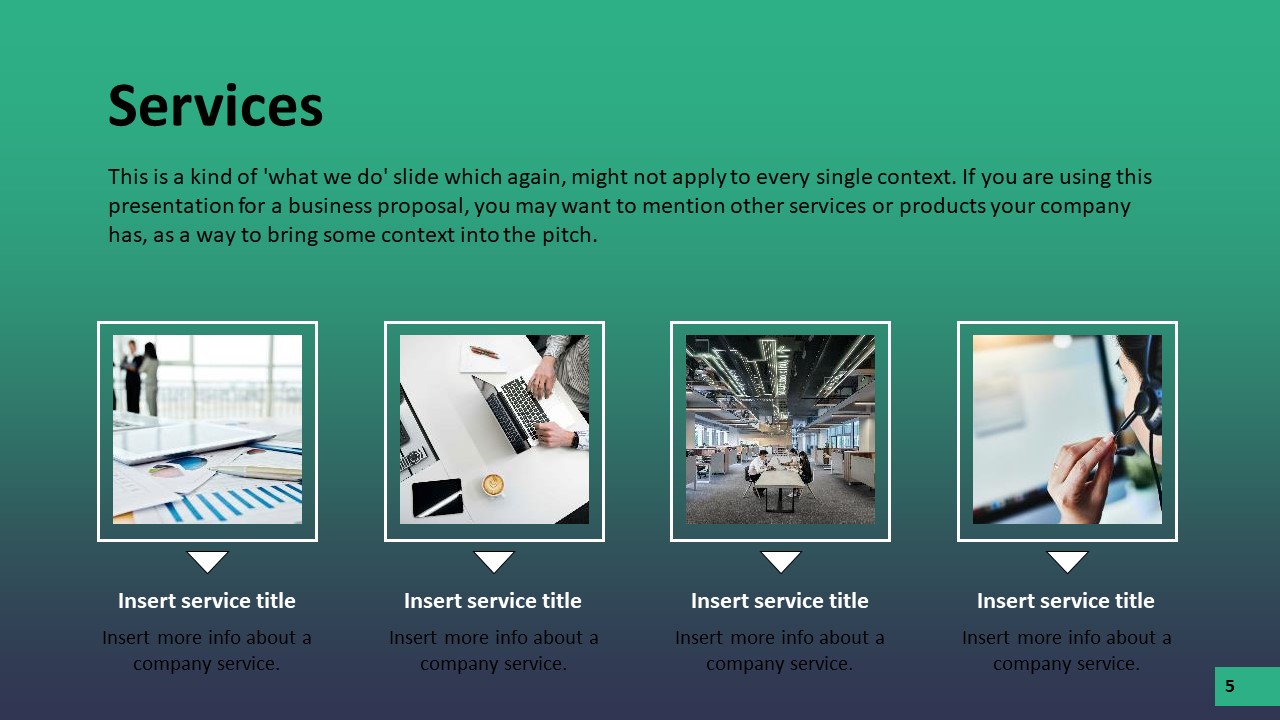 Services
This is a kind of 'what we do' slide which again, might not apply to every single context. If you are using this
presentation for a business proposal, you may want to mention other services or products your company
has, as a way to bring some context into the pitch.
Insert service title
Insert more info about a
company service.
Insert service title
Insert more info about a
company service.
Insert service title
Insert more info about a
company service.
Insert service title
Insert more info about a
company service.
5